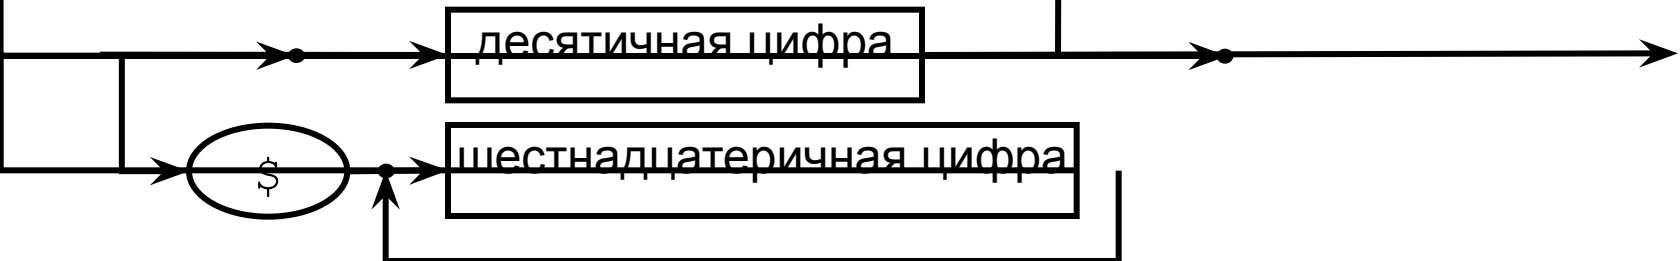 десятичная цифра
$
шестнадцатеричная цифра